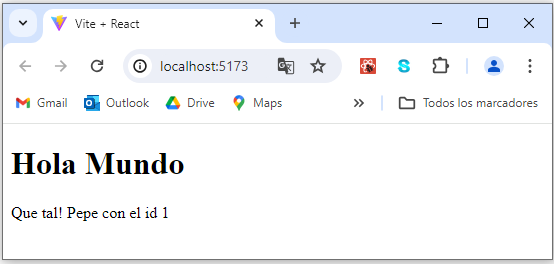 Vite + React
localhost:5173
Gmail Outlook Drive Maps Todos los marcadores
Hola Mundo
Que tal! Pepe con el id 1